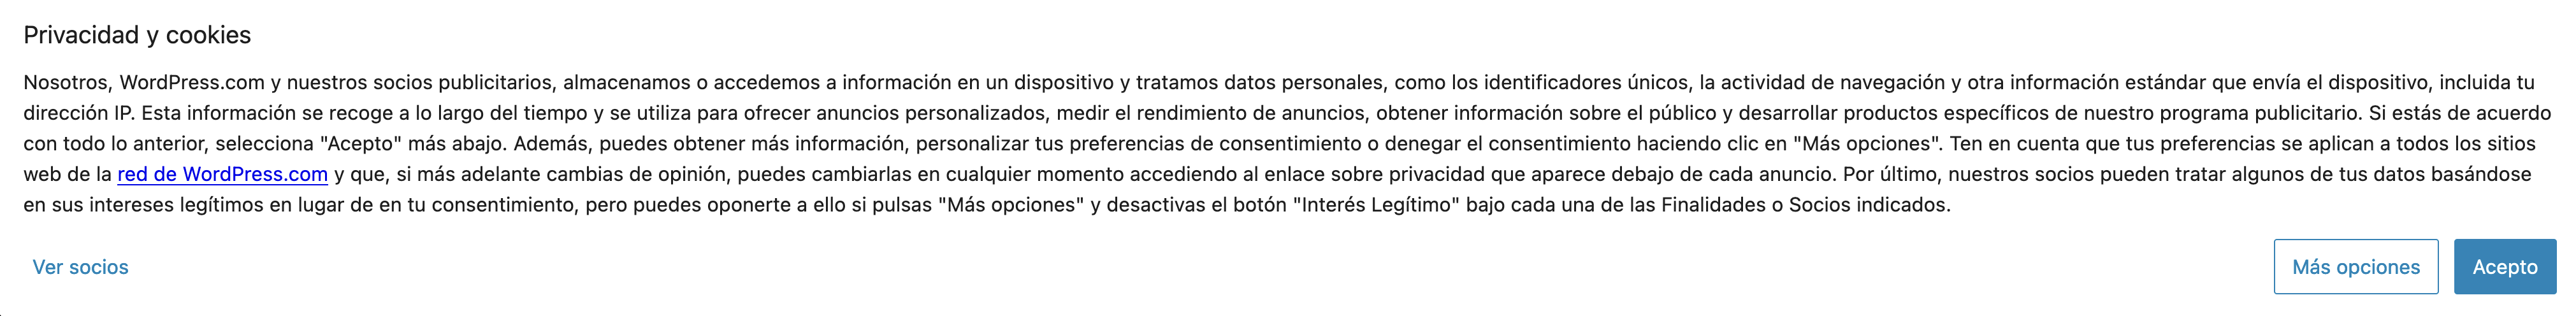 Privacidad y cookies
Nosotros, WordPress.com y nuestros socios publicitarios, almacenamos o accedemos a información en un dispositivo y tratamos datos personales, como los identificadores únicos, la actividad de navegación y otra información estándar que envía el dispositivo, incluida tu
dirección IP. Esta información se recoge a lo largo del tiempo y se utiliza para ofrecer anuncios personalizados, medir el rendimiento de anuncios, obtener información sobre el público y desarrollar productos específicos de nuestro programa publicitario. Si estás de acuerdo
con todo lo anterior, selecciona "Acepto" más abajo. Además, puedes obtener más información, personalizar tus preferencias de consentimiento o denegar el consentimiento haciendo clic en "Más opciones". Ten en cuenta que tus preferencias se aplican a todos los sitios
web de la red de WordPress.com y que, si más adelante cambias de opinión, puedes cambiarlas en cualquier momento accediendo al enlace sobre privacidad que aparece debajo de cada anuncio. Por último, nuestros socios pueden tratar algunos de tus datos basándose
en sus intereses legítimos en lugar de en tu consentimiento, pero puedes oponerte a ello si pulsas "Más opciones" y desactivas el botón "Interés Legítimo" bajo cada una de las Finalidades o Socios indicados.
Ver socios
Más opciones
Acepto